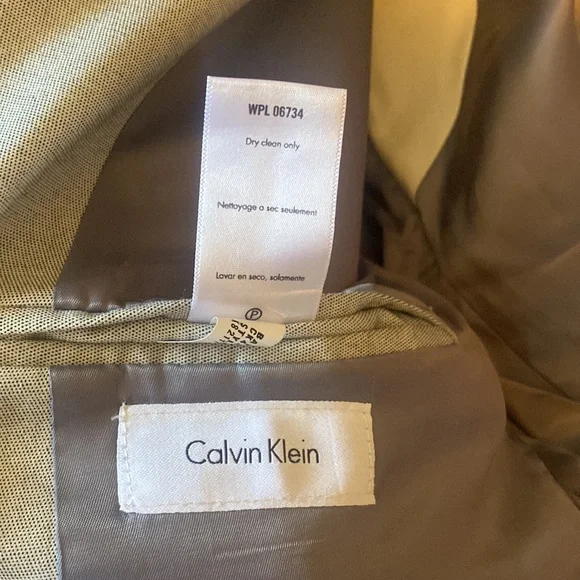 WPL 06734
Dry clean only
Nettoyage a sec seulement
Lavar en seco, solamente
P
Calvin Klein